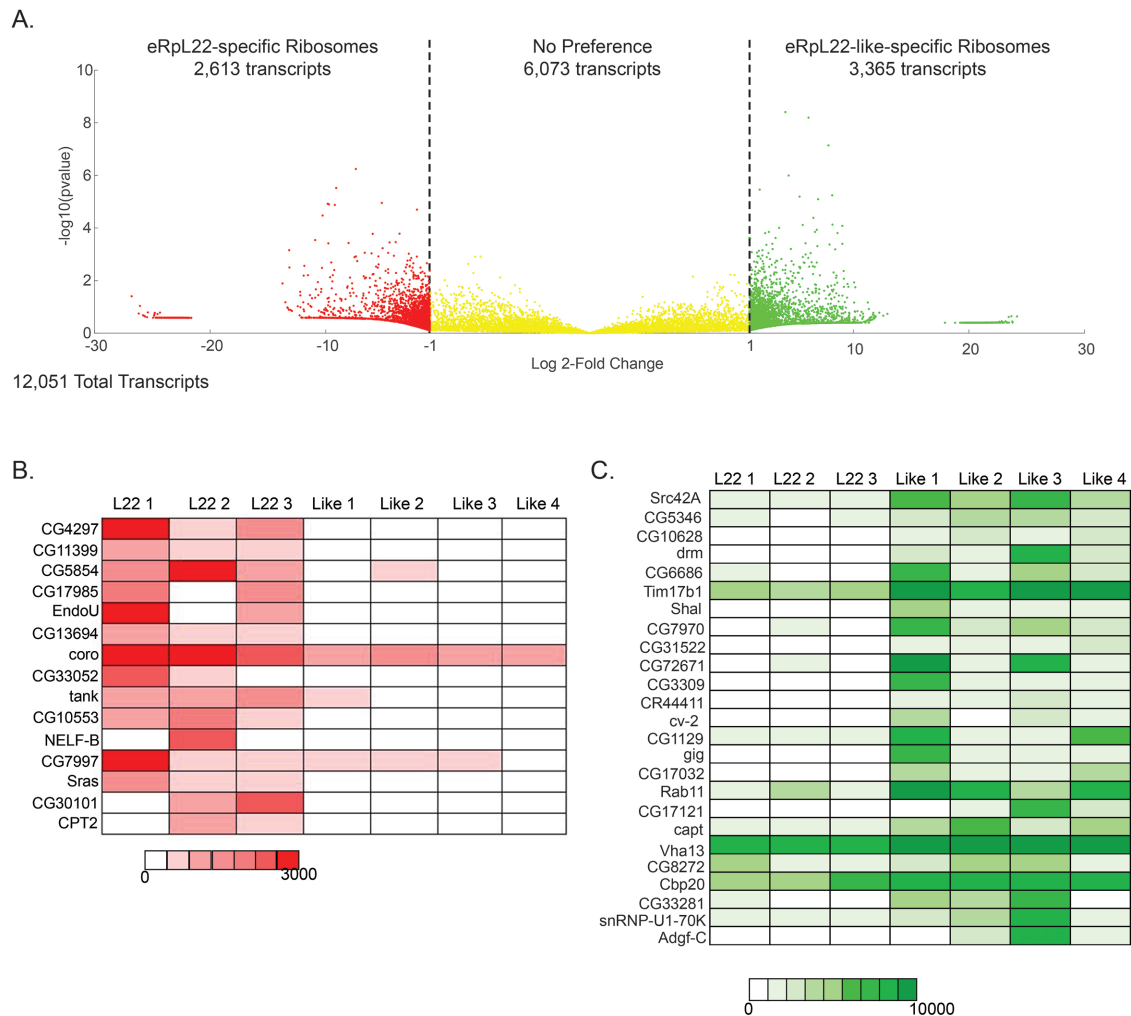 A.
eRpL22-specific Ribosomes
2,613 transcripts
No Preference
6,073 transcripts
eRpL22-like-specific Ribosomes
3,365 transcripts
-log10(pvalue)
10
8
6
4
2
0
-30
-20
-10
-1
1
10
20
30
Log 2-Fold Change
12,051 Total Transcripts
B.
L22 1 L22 2 L22 3 Like 1 Like 2 Like 3 Like 4
CG4297
CG11399
CG5854
CG17985
EndoU
CG13694
coro
CG33052
tank
CG10553
NELF-B
CG7997
Sras
CG30101
CPT2
0 3000
C.
L22 1 L22 2 L22 3 Like 1 Like 2 Like 3 Like 4
Src42A
CG5346
CG10628
drm
CG6686
Tim17b1
Shal
CG7970
CG31522
CG72671
CG3309
CR44411
cv-2
CG1129
gig
CG17032
Rab11
CG17121
capt
Vha13
CG8272
Cbp20
CG33281
snRNP-U1-70K
Adgf-C
0 10000